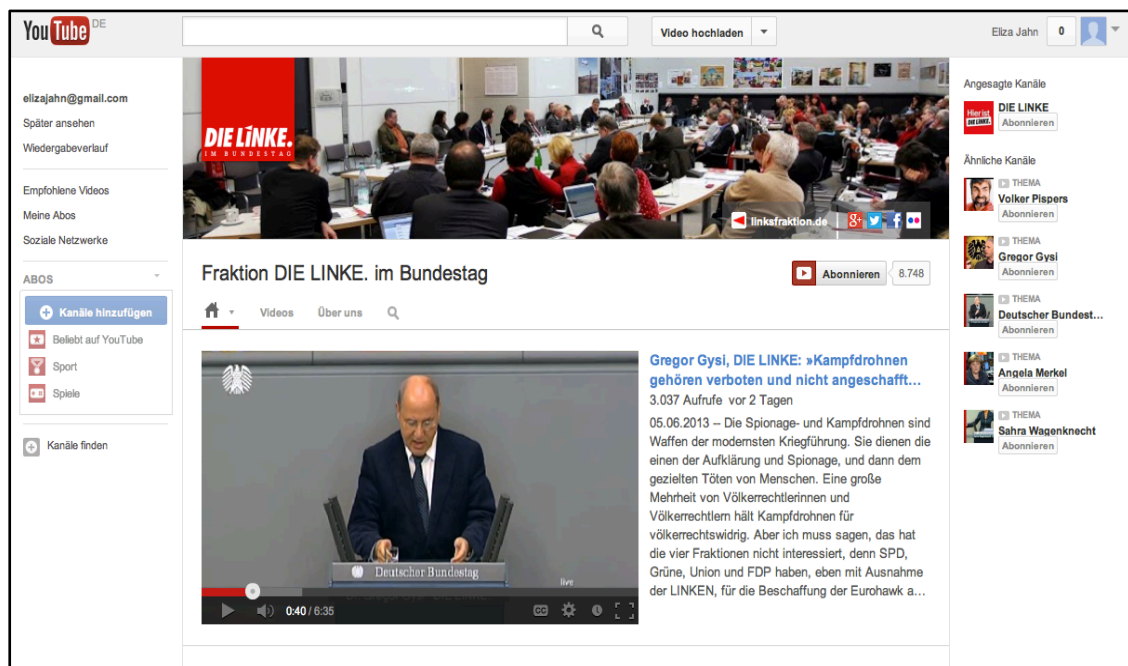 YouTube DE
Video hochladen
Eliza Jahn 0
elizajahn@gmail.com
Später ansehen
Wiedergabeverlauf
Empfohlene Videos
Meine Abos
Soziale Netzwerke
ABOS
Kanäle hinzufügen
Beliebt auf YouTube
Sport
Spiele
Kanäle finden
DIE LINKE.
IM BUNDESTAG
linksfraktion.de
Fraktion DIE LINKE. im Bundestag
Abonnieren 8.748
Videos Über uns
Deutscher Bundestag
live
0:40 / 6:35
CC
Gregor Gysi, DIE LINKE: »Kampfdrohnen
gehören verboten und nicht angeschafft...
3.037 Aufrufe vor 2 Tagen
05.06.2013 -- Die Spionage- und Kampfdrohnen sind
Waffen der modernsten Kriegführung. Sie dienen die
einen der Aufklärung und Spionage, und dann dem
gezielten Töten von Menschen. Eine große
Mehrheit von Völkerrechtlerinnen und
Völkerrechtlern hält Kampfdrohnen für
völkerrechtswidrig. Aber ich muss sagen, das hat
die vier Fraktionen nicht interessiert, denn SPD,
Grüne, Union und FDP haben, eben mit Ausnahme
der LINKEN, für die Beschaffung der Eurohawk a...
Angesagte Kanäle
Hier ist
DIE LINKE.
DIE LINKE
Abonnieren
Ähnliche Kanäle
THEMA
Volker Pispers
Abonnieren
THEMA
Gregor Gysi
Abonnieren
THEMA
Deutscher Bundest...
Abonnieren
THEMA
Angela Merkel
Abonnieren
THEMA
Sahra Wagenknecht
Abonnieren